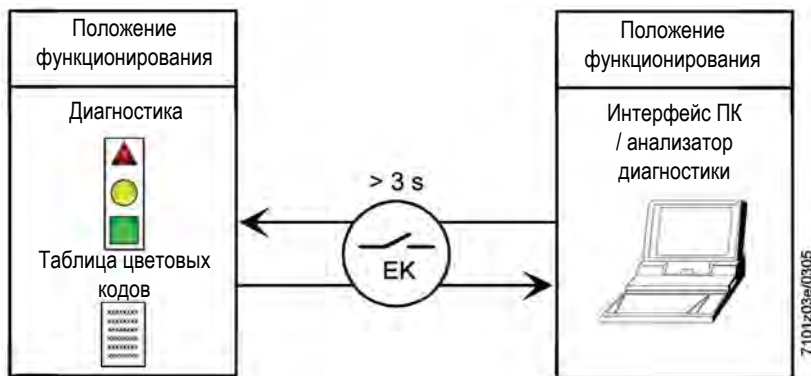 Положение
функционирования
Диагностика
Таблица цветовых
кодов
> 3 s
EK
Положение
функционирования
Интерфейс ПК
/ анализатор
диагностики
7101z03e/0305